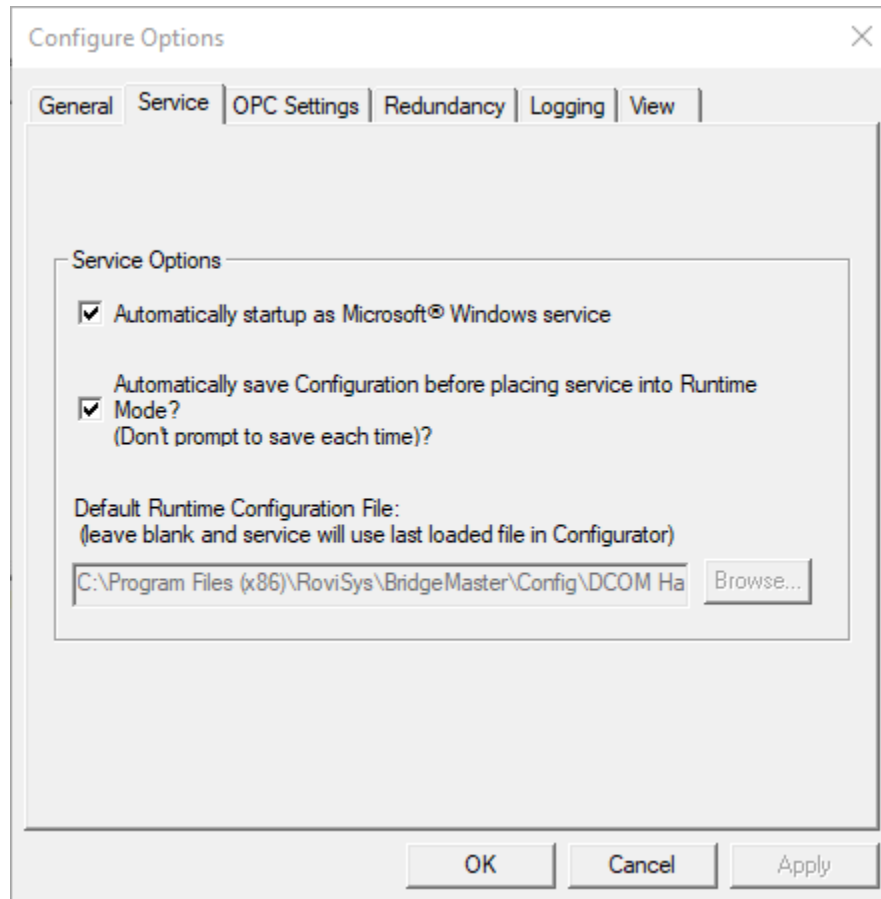 Configure Options
General Service OPC Settings Redundancy Logging View
Service Options
Automatically startup as Microsoft® Windows service
Automatically save Configuration before placing service into Runtime
Mode?
(Don't prompt to save each time)?
Default Runtime Configuration File:
(leave blank and service will use last loaded file in Configurator)
C:\Program Files (x86)\RoviSys\BridgeMaster\Config\DCOM Ha Browse...
OK Cancel Apply